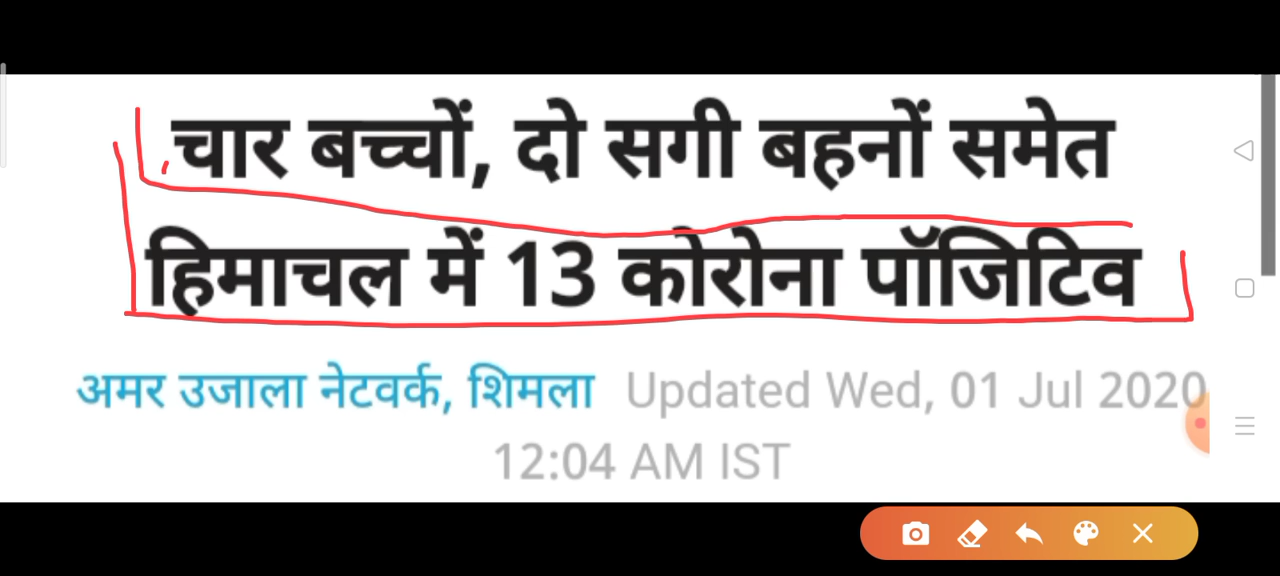 चार बच्चों, दो सगी बहनों समेत
हिमाचल में 13 कोरोना पॉजिटिव
अमर उजाला नेटवर्क, शिमला Updated Wed, 01 Jul 2020
12:04 AM IST